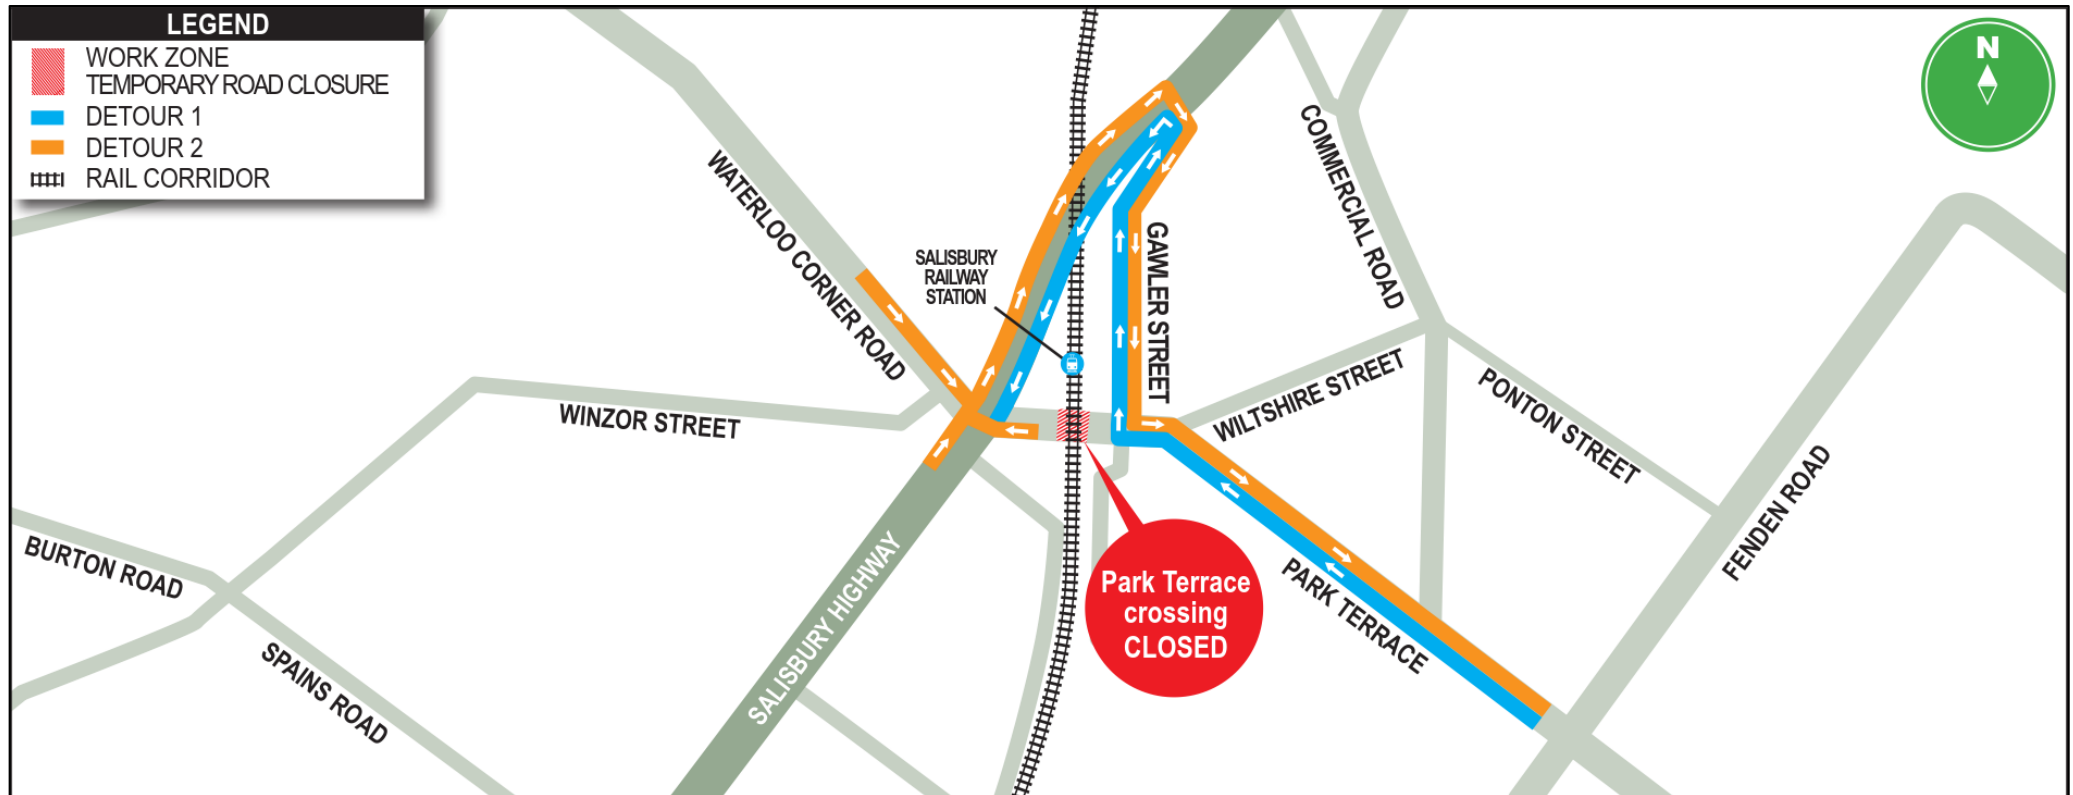 LEGEND
WORK ZONE
TEMPORARY ROAD CLOSURE
DETOUR 1
DETOUR 2
RAIL CORRIDOR
N
WATERLOO CORNER ROAD
COMMERCIAL ROAD
SALISBURY
RAILWAY
STATION
GAWLER STREET
WINZOR STREET
WILTSHIRE STREET
PONTON STREET
FENDEN ROAD
BURTON ROAD
SPAINS ROAD
SALISBURY HIGHWAY
Park Terrace
crossing
CLOSED
PARK TERRACE